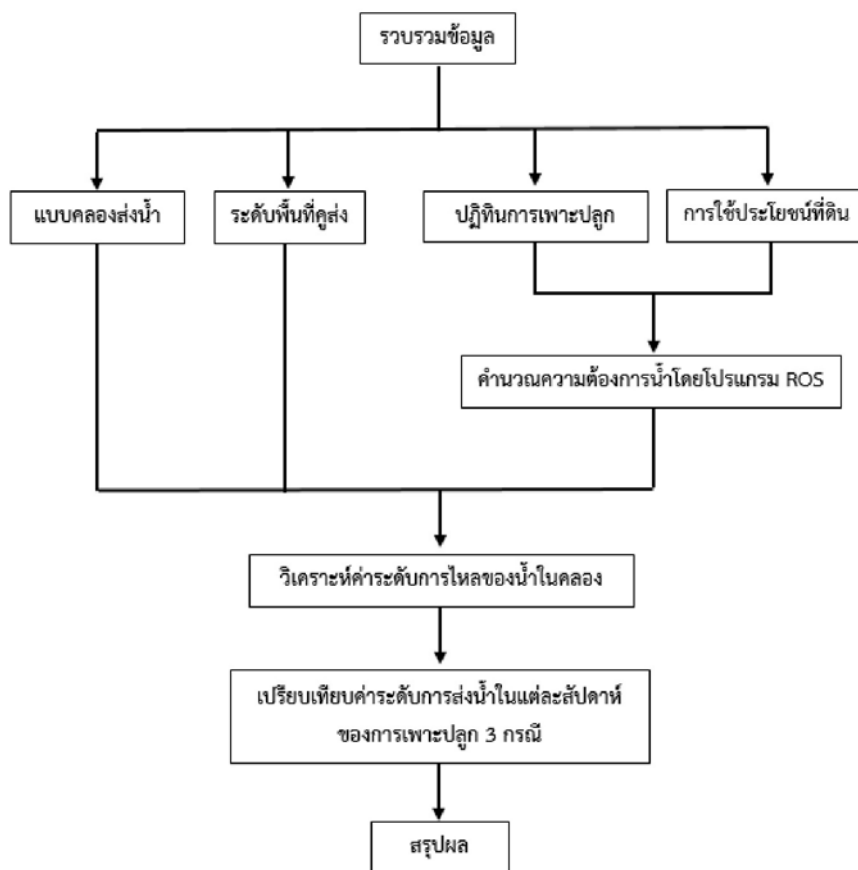 รวบรวมข้อมูล
แบบคลองส่งน้ำ
ระดับพื้นที่คูส่ง
ปฏิทินการเพาะปลูก
การใช้ประโยชน์ที่ดิน
คำนวณความต้องการน้ำโดยโปรแกรม ROS
วิเคราะห์ค่าระดับการไหลของน้ำในคลอง
เปรียบเทียบค่าระดับการส่งน้ำในแต่ละสัปดาห์
ของการเพาะปลูก 3 กรณี
สรุปผล